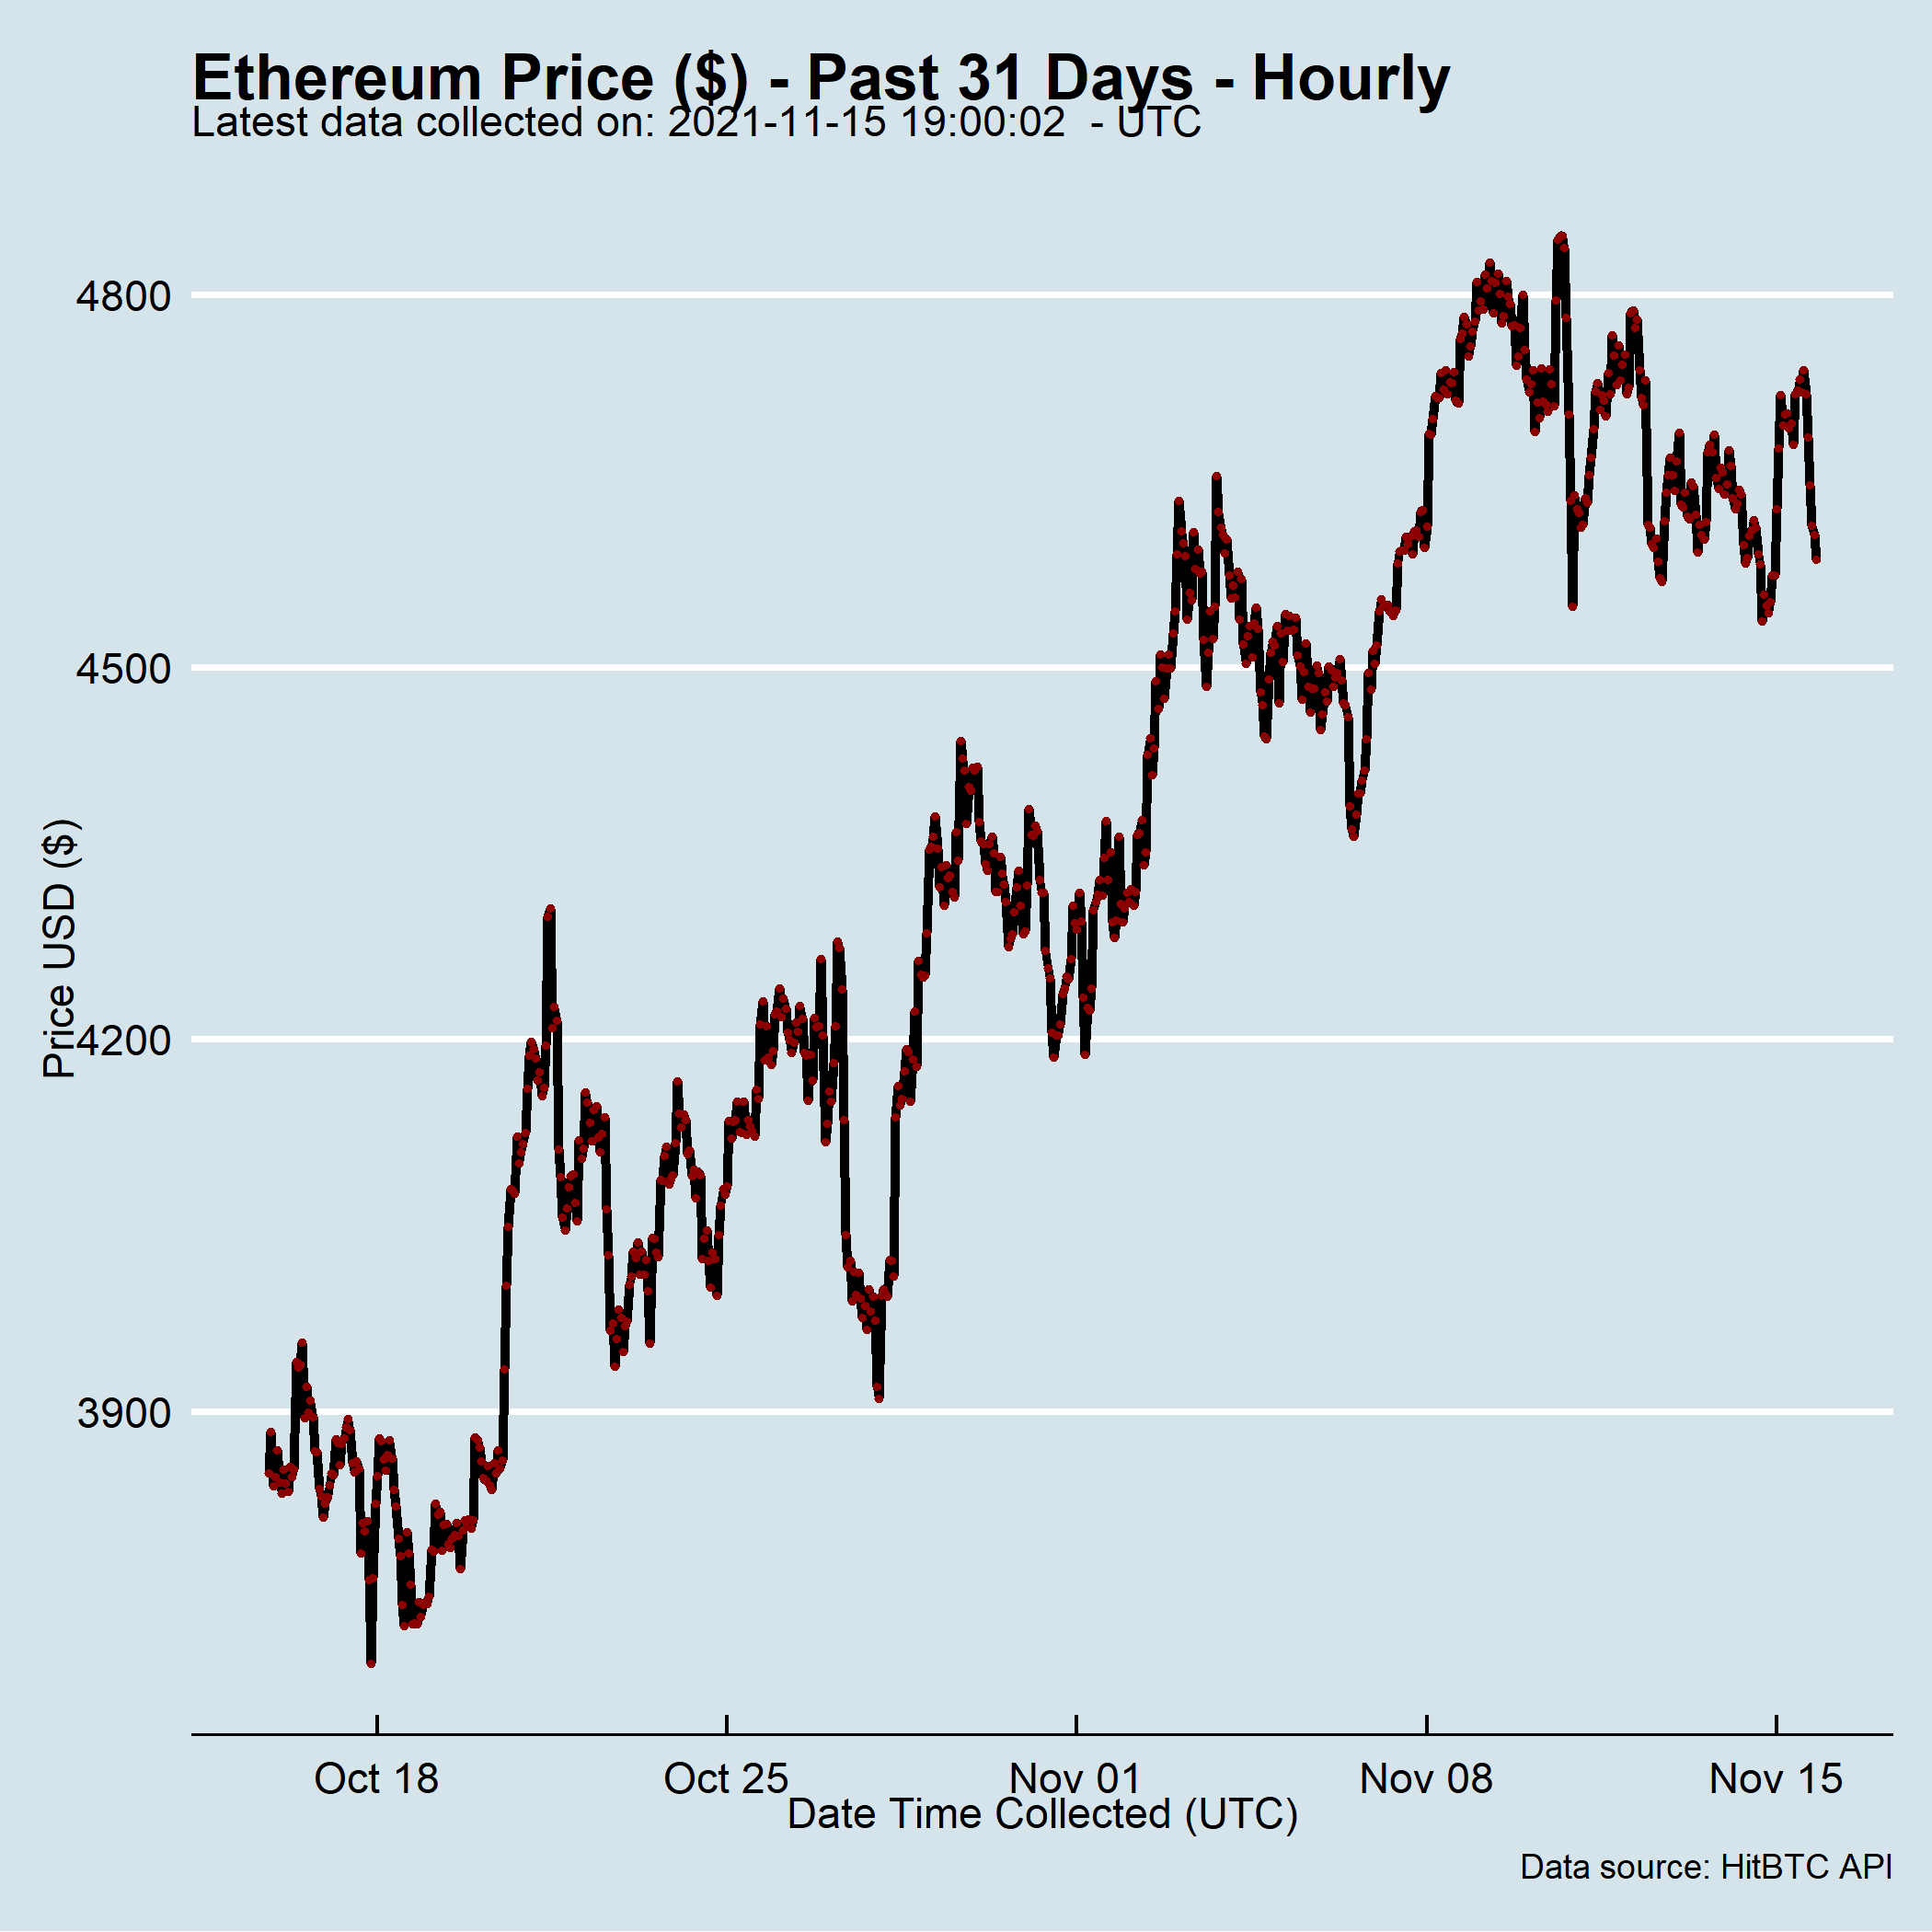 Ethereum Price ($) - Past 31 Days - Hourly
Latest data collected on: 2021-11-15 19:00:02  - UTC
Price USD ($)
4800
4500
4200
3900
Oct 18
Oct 25
Nov 01
Nov 08
Nov 15
Date Time Collected (UTC)
Data source: HitBTC API